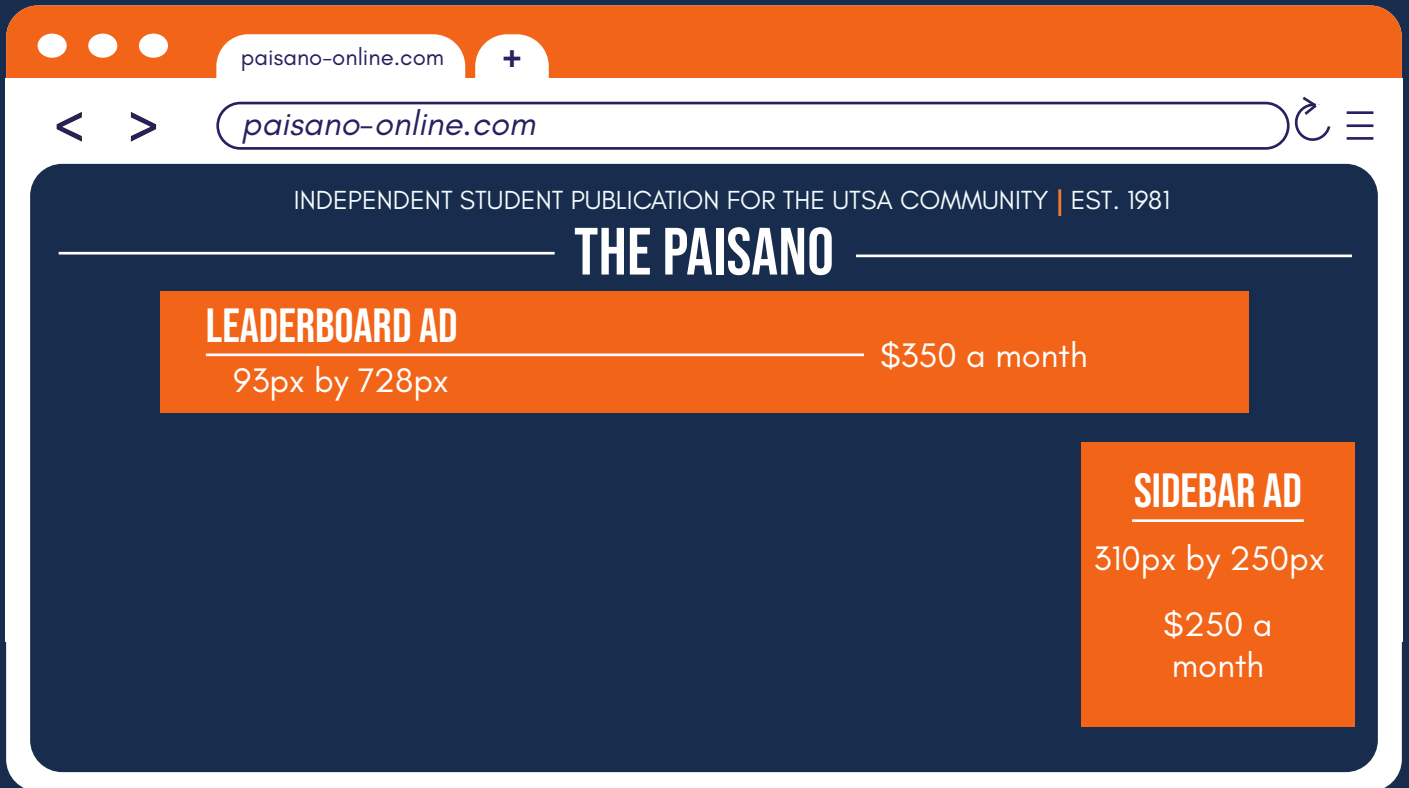 paisano-online.com
+
< >
paisano-online.com
INDEPENDENT STUDENT PUBLICATION FOR THE UTSA COMMUNITY | EST. 1981
THE PAISANO
LEADERBOARD AD
93px by 728px
$350 a month
SIDEBAR AD
310px by 250px
$250 a
month